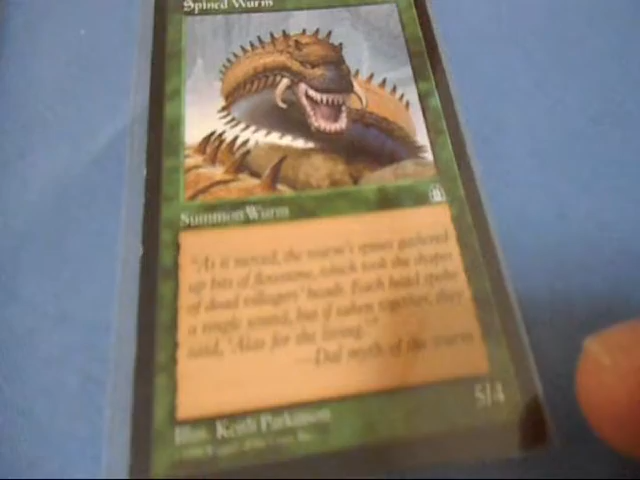 Spined Wurm
Summon Wurm
"As it moved, the wurm's spines gathered
up bits of flotsam, which took the shapes
of dead villagers' heads. Each head spoke
a single sound, but if taken together, they
said, 'Alas for the living.'"
—Dal myth of the wurm
5/4
Illus. Keith Parkinson